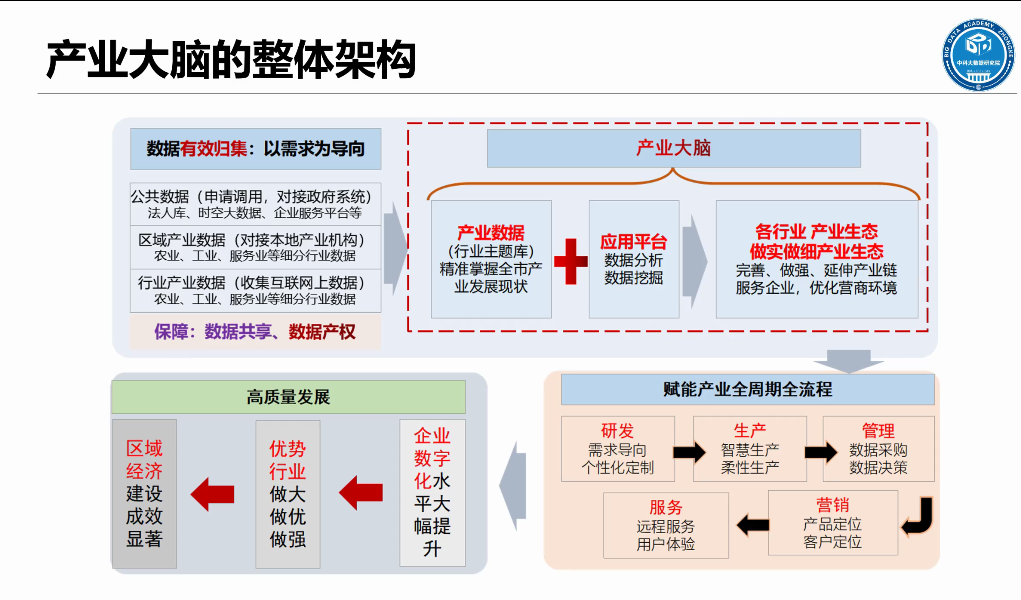 产业大脑的整体架构
BIG DATA ACADEMY, ZHONGKE
中科大数据研究院
数据有效归集：以需求为导向
公共数据（申请调用，对接政府系统）
法人库、时空大数据、企业服务平台等
区域产业数据（对接本地产业机构）
农业、工业、服务业等细分行业数据
行业产业数据（收集互联网上数据）
农业、工业、服务业等细分行业数据
保障：数据共享、数据产权
产业大脑
产业数据
（行业主题库）
精准掌握全市产
业发展现状
应用平台
数据分析
数据挖掘
各行业 产业生态
做实做细产业生态
完善、做强、延伸产业链
服务企业，优化营商环境
赋能产业全周期全流程
研发
需求导向
个性化定制
生产
智慧生产
柔性生产
管理
数据采购
数据决策
营销
产品定位
客户定位
服务
远程服务
用户体验
高质量发展
企业
数字
化水
平大
幅提
升
优势
行业
做大
做优
做强
区域
经济
建设
成效
显著